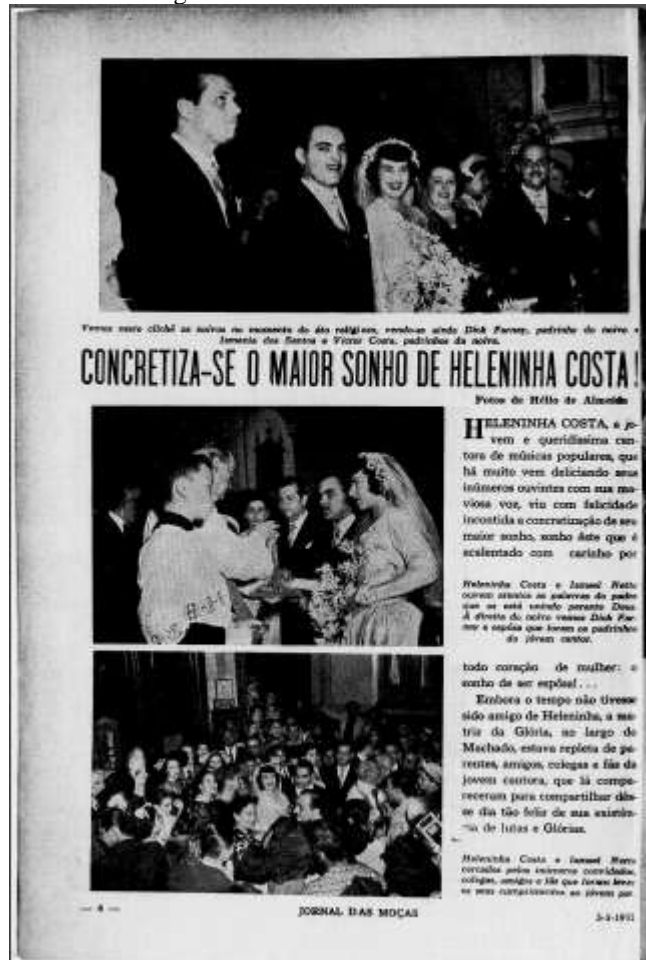 Vemos neste clichê os noivos no momento do áto religioso, vendo-se ainda Dick Farney, padrinho do noivo e
Ismenia dos Santos e Victor Costa, padrinhos da noiva.
CONCRETIZA-SE O MAIOR SONHO DE HELENINHA COSTA!
Fotos de Hélio de Almeida
HELENINHA COSTA, a jo-
vem e queridíssima can-
tora de músicas populares, que
há muito vem deliciando seus
inúmeros ouvintes com sua ma-
viosa voz, viu com felicidade
incontida a concretização de seu
maior sonho, sonho êste que é
acalentado com carinho por
Heleninha Costa e Ismael Netto
ouvem atentos as palavras do padre
que os está unindo perante Deus.
À direita do noivo vemos Dick Far-
ney e espôsa que foram os padrinhos
do jóvem cantor.
todo coração de mulher: o
sonho de ser espôsa!...
Embora o tempo não tivesse
sido amigo de Heleninha, a ma-
triz da Glória, no largo do
Machado, estava repleta de pa-
rentes, amigos, colegas e fãs da
jovem cantora, que lá compa-
receram para compartilhar dês-
se dia tão feliz de sua existên-
cia de lutas e Glórias.
Heleninha Costa e Ismael Netto
cercados pelos inúmeros convidados,
colegas, amigos e fãs que foram levar
os seus cumprimentos ao jóvem par.
— 6 —
JORNAL DAS MOÇAS